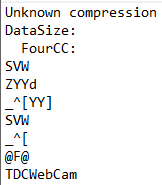 Unknown compression
DataSize:
  FourCC:
SVW
ZYYd
_^[YY]
SVW
_^[
@F@
TDCWebCam